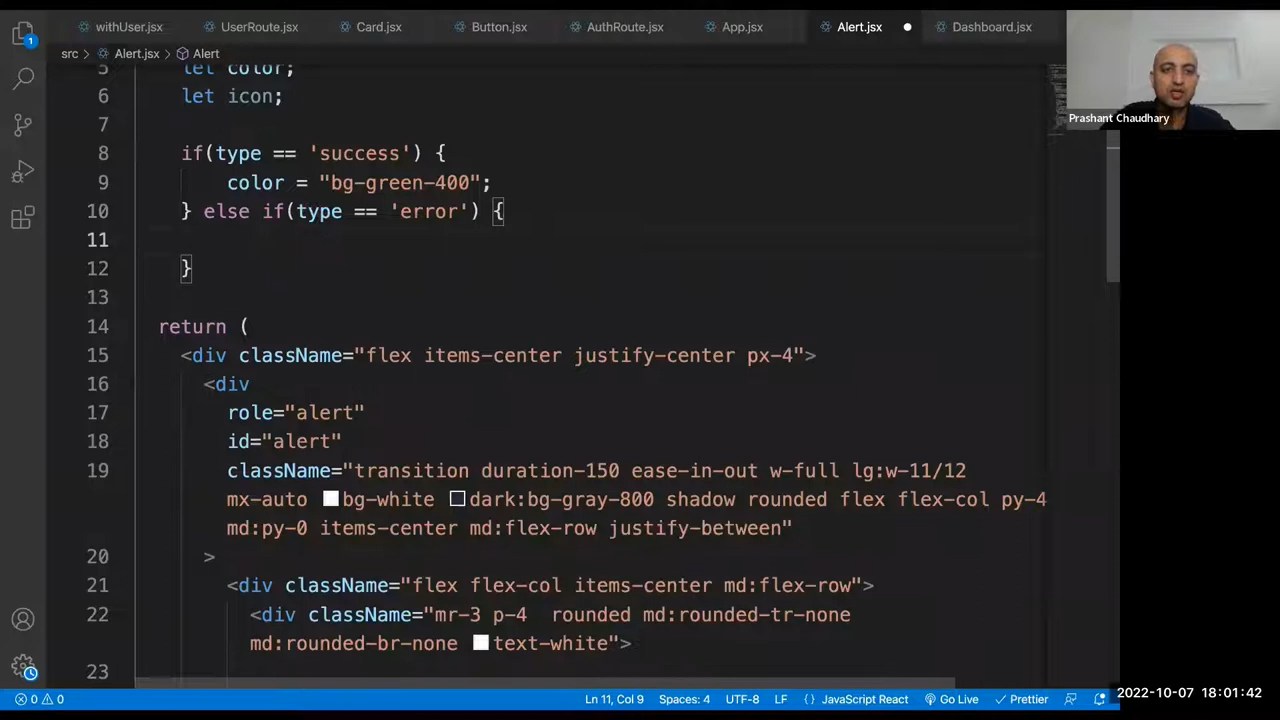 withUser.jsx
UserRoute.jsx
Card.jsx
Button.jsx
AuthRoute.jsx
App.jsx
Alert.jsx
Dashboard.jsx
1
src > Alert.jsx > Alert
5 let color;
6 let icon;
7
8 if(type == 'success') {
9 color = "bg-green-400";
10 } else if(type == 'error') {
11
12 }
13
14 return (
15 <div className="flex items-center justify-center px-4">
16 <div
17 role="alert"
18 id="alert"
19 className="transition duration-150 ease-in-out w-full lg:w-11/12
mx-auto bg-white dark:bg-gray-800 shadow rounded flex flex-col py-4
md:py-0 items-center md:flex-row justify-between"
20 >
21 <div className="flex flex-col items-center md:flex-row">
22 <div className="mr-3 p-4  rounded md:rounded-tr-none
md:rounded-br-none text-white">
23
Prashant Chaudhary
0 0
Ln 11, Col 9
Spaces: 4
UTF-8
LF
{ } JavaScript React
Go Live
Prettier
2022-10-07 18:01:42